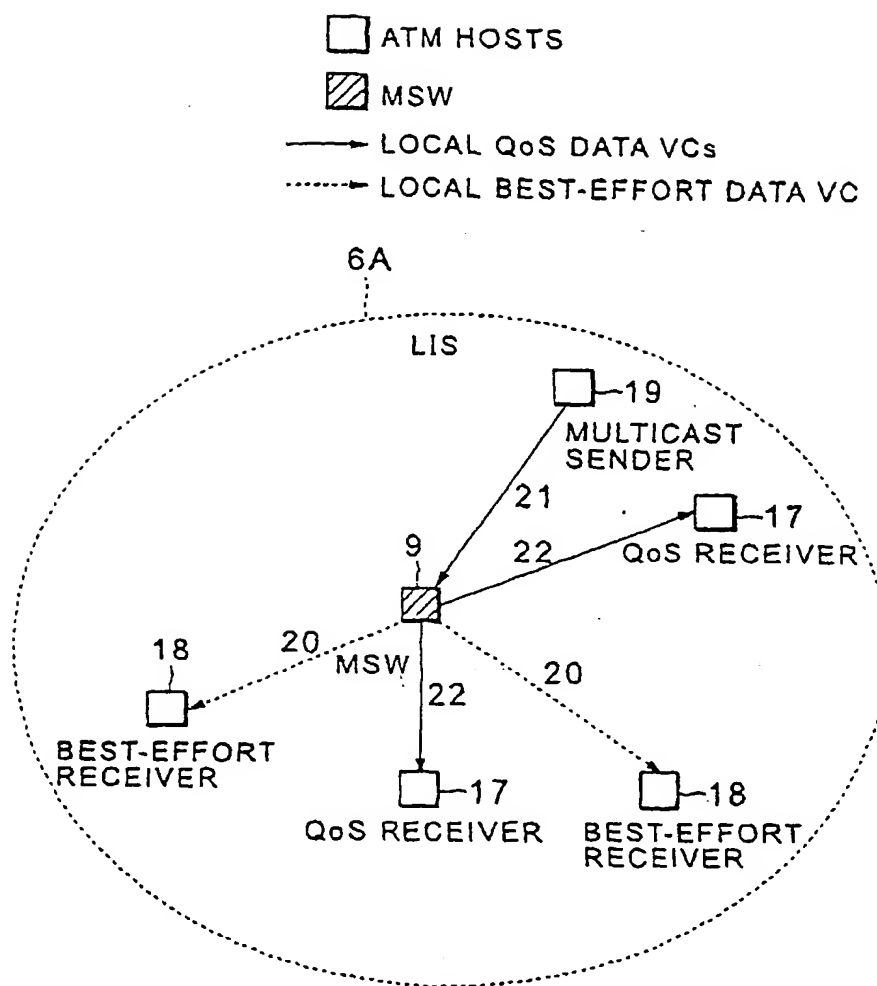 ATM HOSTS
MSW
LOCAL QoS DATA VCs
LOCAL BEST-EFFORT DATA VC
6A
LIS
19
MULTICAST
SENDER
21
17
QoS RECEIVER
22
9
MSW
18
20
BEST-EFFORT
RECEIVER
22
20
17
QoS RECEIVER
18
BEST-EFFORT
RECEIVER